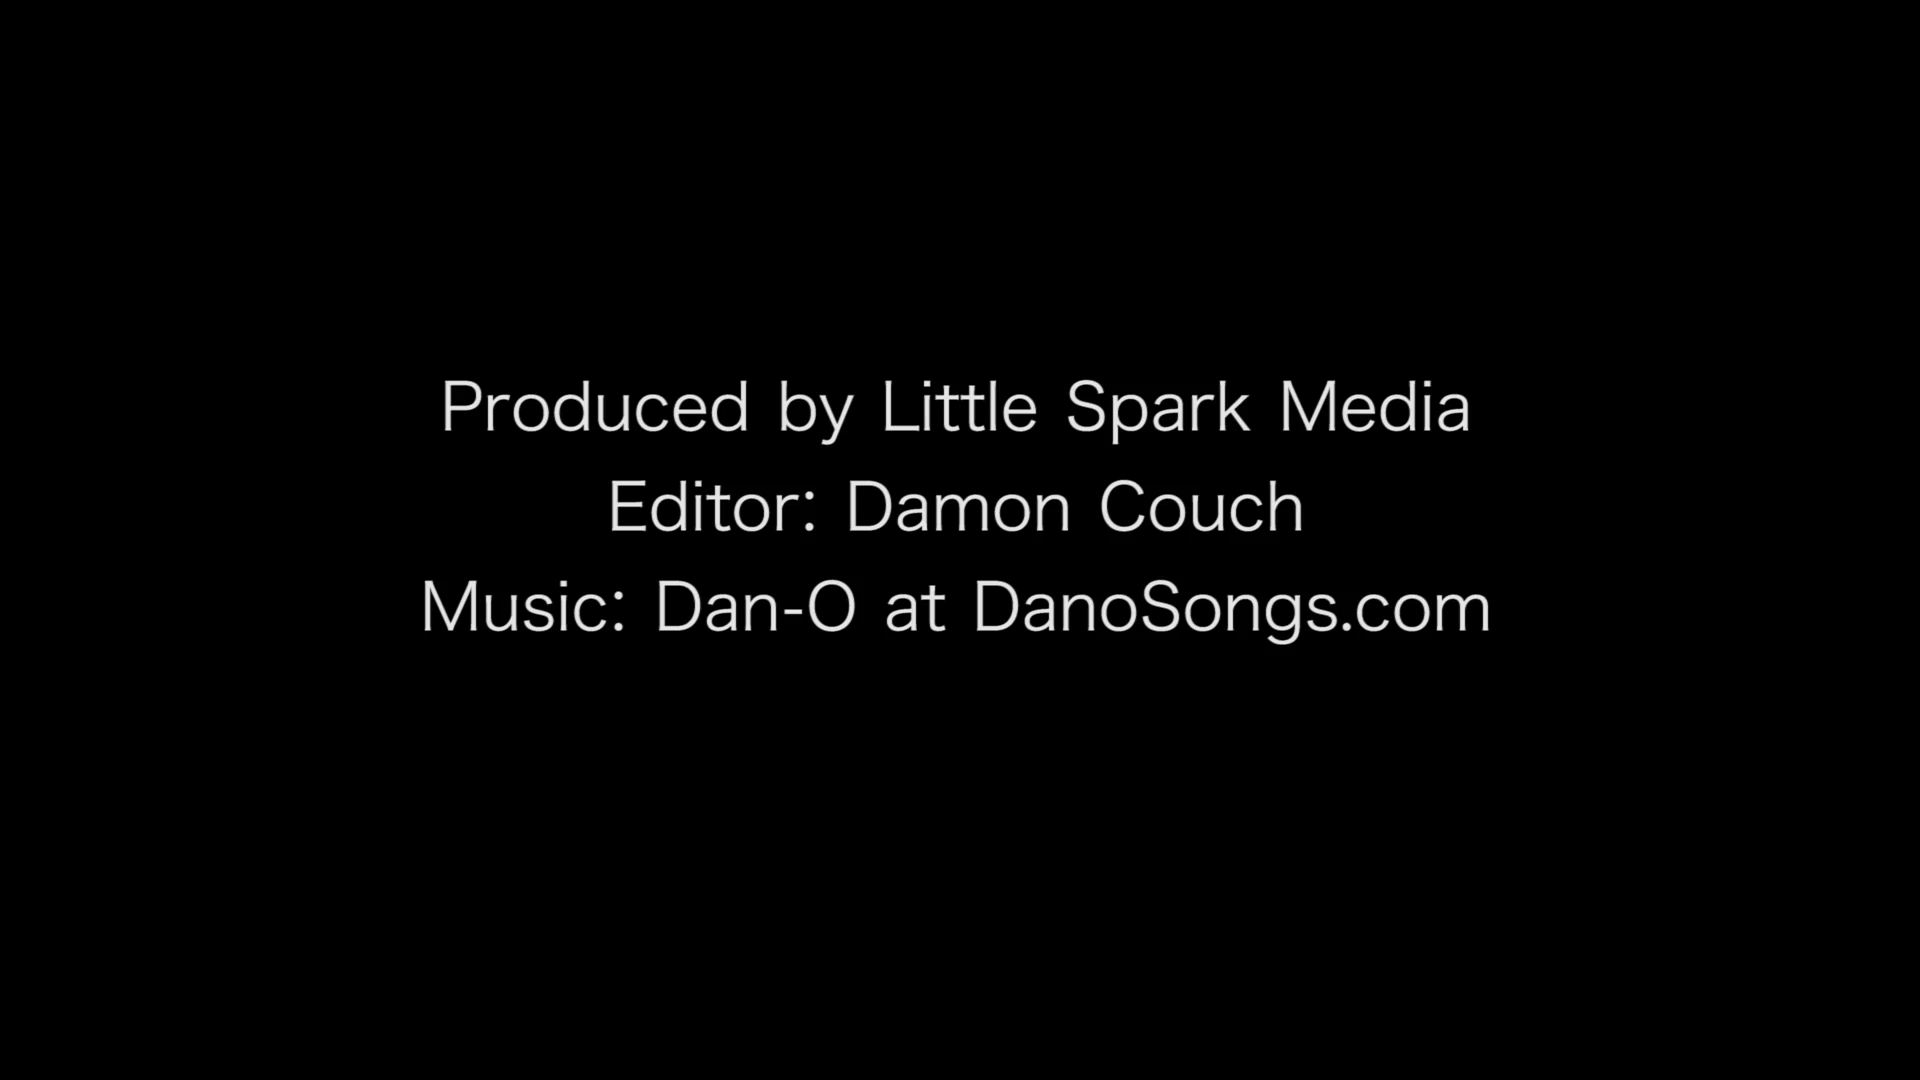 Produced by Little Spark Media
Editor: Damon Couch
Music: Dan-O at DanoSongs.com